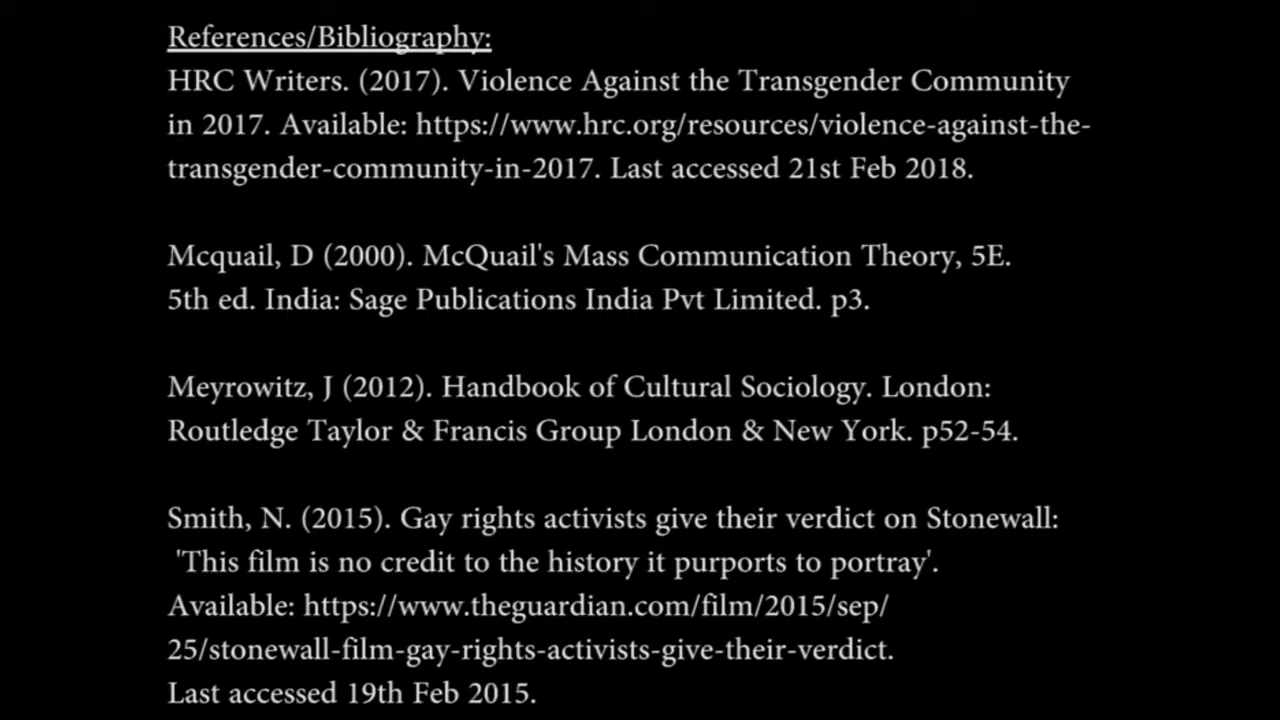 References/Bibliography:
HRC Writers. (2017). Violence Against the Transgender Community
in 2017. Available: https://www.hrc.org/resources/violence-against-the-
transgender-community-in-2017. Last accessed 21st Feb 2018.
Mcquail, D (2000). McQuail's Mass Communication Theory, 5E.
5th ed. India: Sage Publications India Pvt Limited. p3.
Meyrowitz, J (2012). Handbook of Cultural Sociology. London:
Routledge Taylor & Francis Group London & New York. p52-54.
Smith, N. (2015). Gay rights activists give their verdict on Stonewall:
'This film is no credit to the history it purports to portray'.
Available: https://www.theguardian.com/film/2015/sep/
25/stonewall-film-gay-rights-activists-give-their-verdict.
Last accessed 19th Feb 2015.